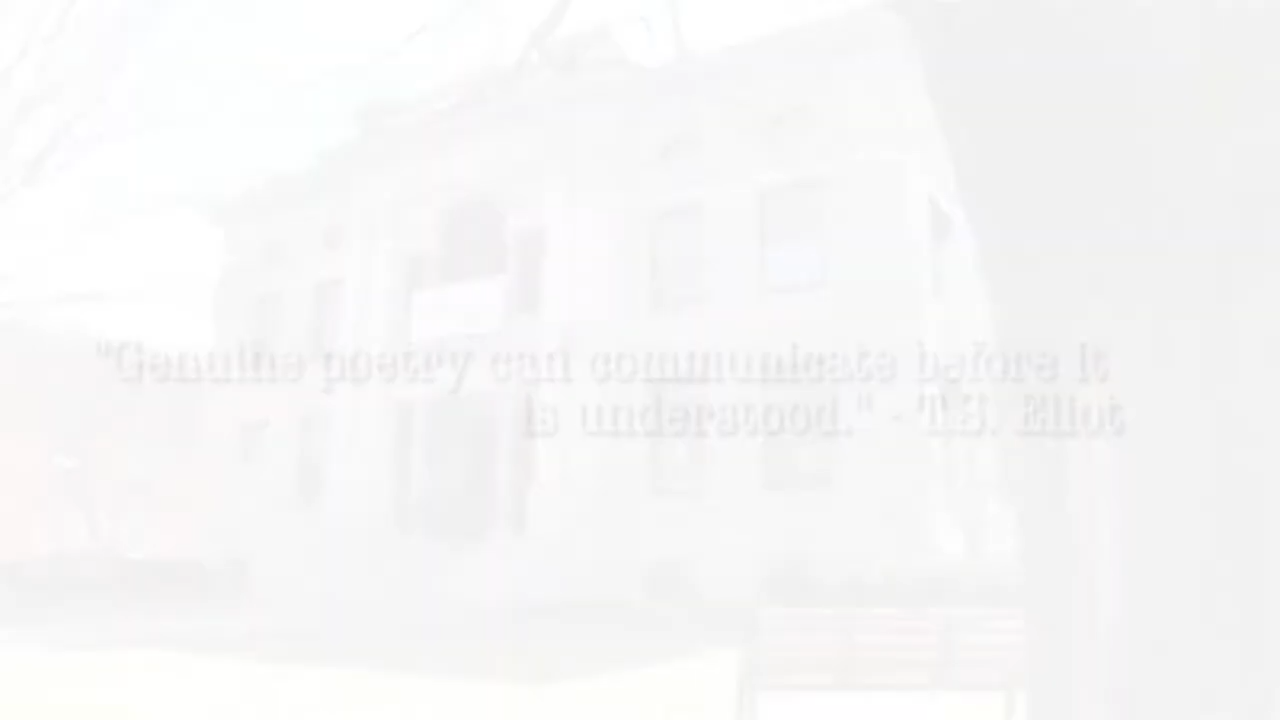 "Genuine poetry can communicate before it
is understood." - T.S. Eliot